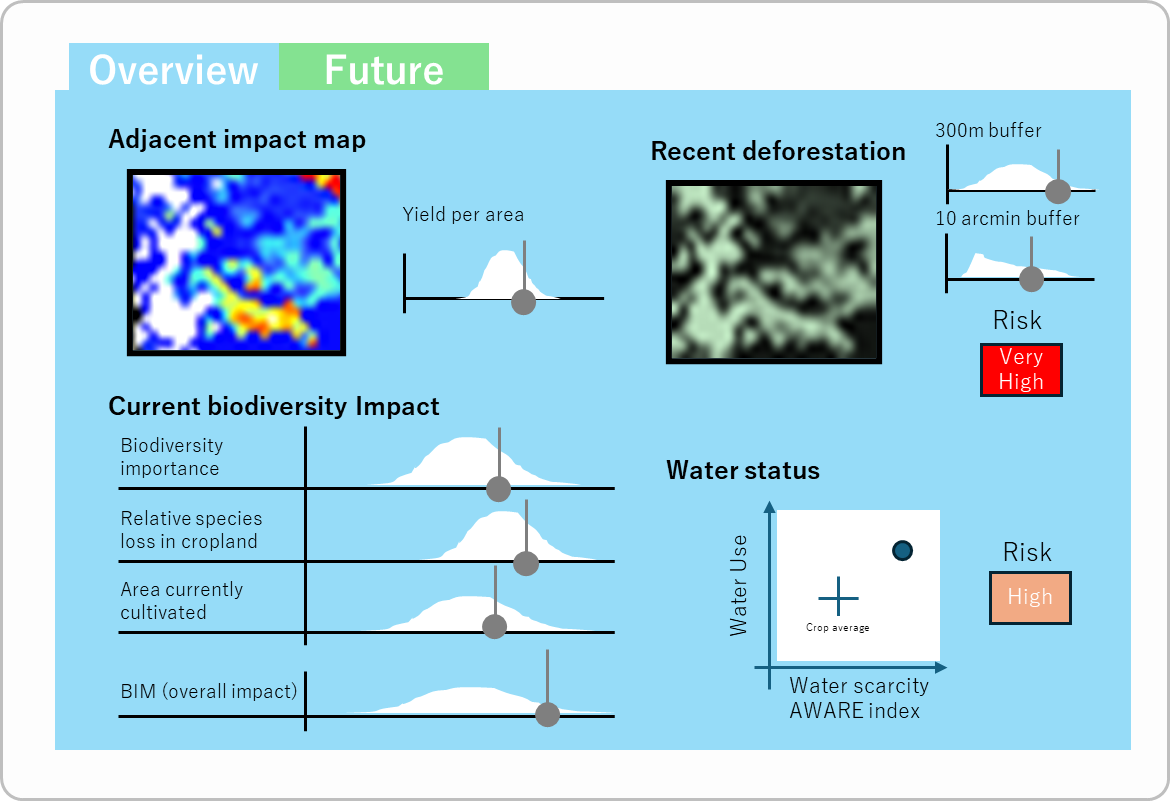 Overview
Future
Adjacent impact map
Yield per area
Recent deforestation
300m buffer
10 arcmin buffer
Risk
Very
High
Current biodiversity Impact
Biodiversity
importance
Relative species
loss in cropland
Area currently
cultivated
BIM (overall impact)
Water status
Water Use
Crop average
Water scarcity
AWARE index
Risk
High